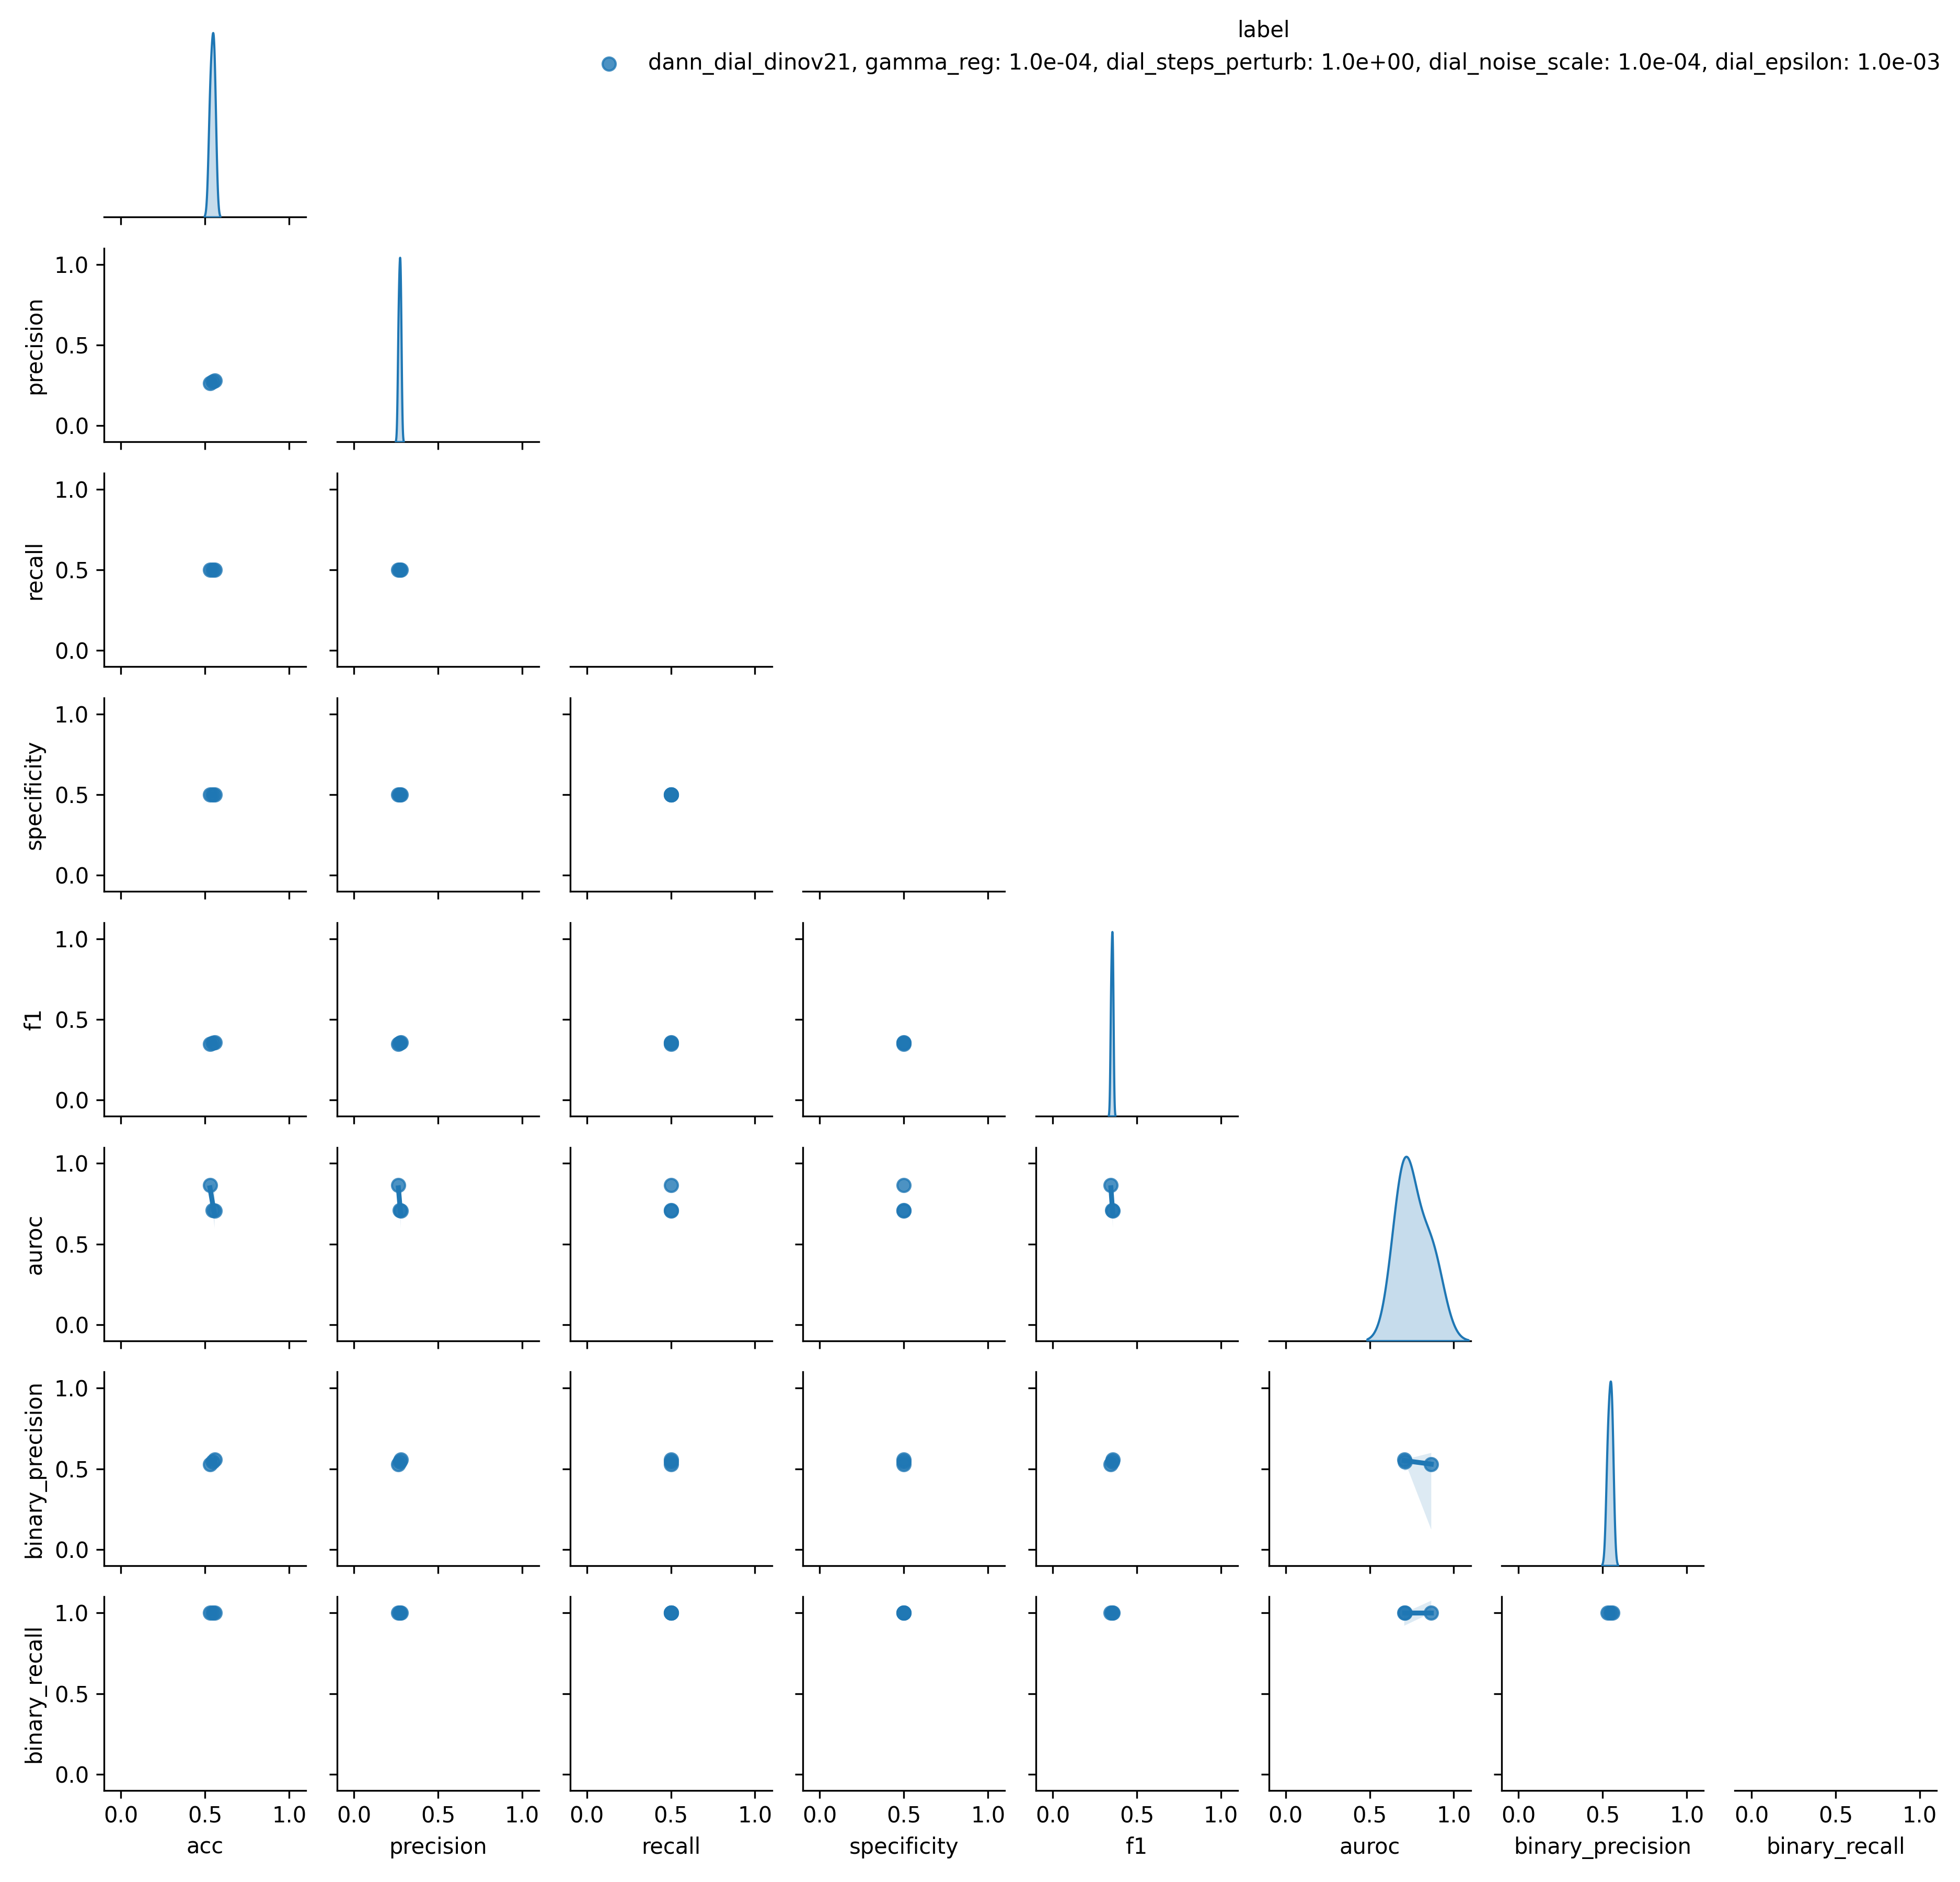 label
dann_dial_dinov21, gamma_reg: 1.0e-04, dial_steps_perturb: 1.0e+00, dial_noise_scale: 1.0e-04, dial_epsilon: 1.0e-03
precision
1.0
0.5
0.0
recall
1.0
0.5
0.0
specificity
1.0
0.5
0.0
f1
1.0
0.5
0.0
auroc
1.0
0.5
0.0
binary_precision
1.0
0.5
0.0
binary_recall
1.0
0.5
0.0
0.0 0.5 1.0 0.0 0.5 1.0 0.0 0.5 1.0 0.0 0.5 1.0 0.0 0.5 1.0 0.0 0.5 1.0 0.0 0.5 1.0 0.0 0.5 1.0
acc precision recall specificity f1 auroc binary_precision binary_recall